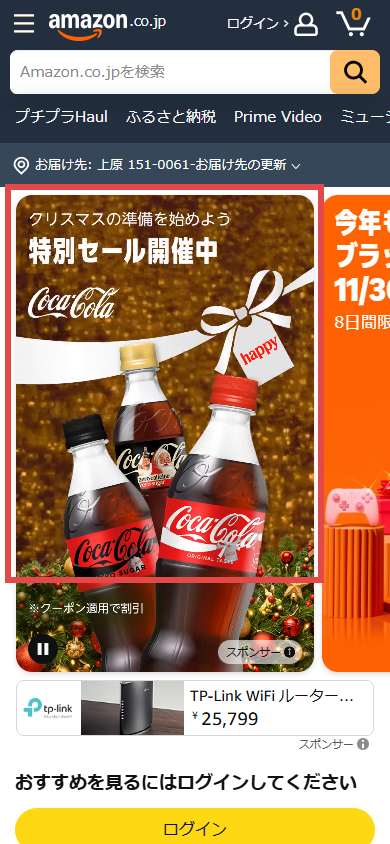 amazon.co.jp
ログイン ›
0
Amazon.co.jpを検索
プチプラHaul ふるさと納税 Prime Video ミュー
お届け先: 上原 151-0061-お届け先の更新
クリスマスの準備を始めよう
特別セール開催中
Coca-Cola
happy
Coca-Cola
Coca-Cola
ORIGINAL TASTE
Coca-Cola
SUGAR
※クーポン適用で割引
スポンサー
今年も
ブラッ
11/30
8日間限
tp-link
TP-Link WiFi ルーター...
¥25,799
スポンサー
おすすめを見るにはログインしてください
ログイン